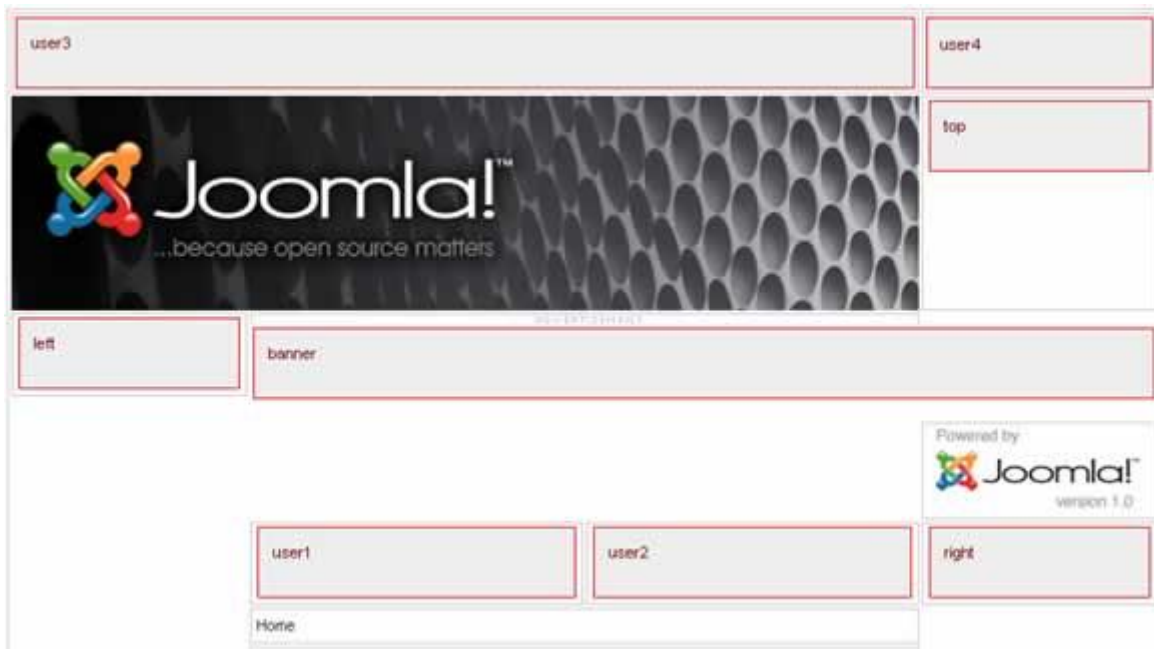 user3
user4
Joomla!™
...because open source matters
top
ADVERTISEMENT
left
banner
Powered by
Joomla!™
version 1.0
user1
user2
right
Home